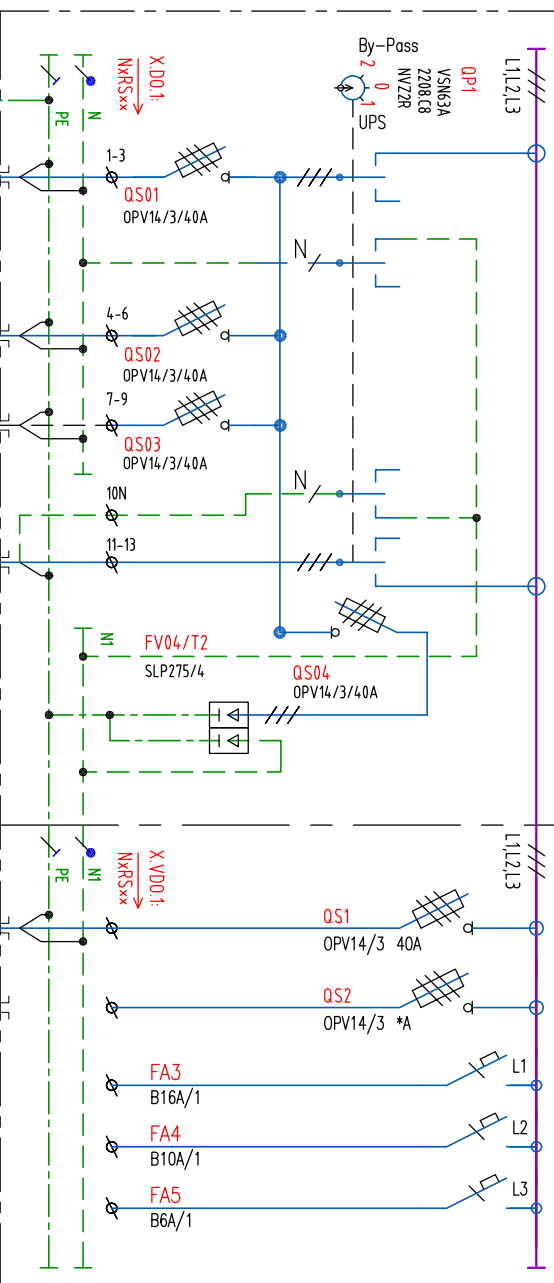 By-Pass
2
0
1
UPS
QP1
VSN63A
2208.C8
NVZ2R
L1,L2,L3
X.D0.1:
NxRSxx
PE
N
1-3
QS01
OPV14/3/40A
N
4-6
QS02
OPV14/3/40A
7-9
QS03
OPV14/3/40A
N
10N
11-13
N1
FV04/T2
SLP275/4
QS04
OPV14/3/40A
L1,L2,L3
X.VD0.1:
NxRSxx
PE
N1
QS1
OPV14/3 40A
QS2
OPV14/3 *A
FA3
B16A/1
L1
FA4
B10A/1
L2
FA5
B6A/1
L3